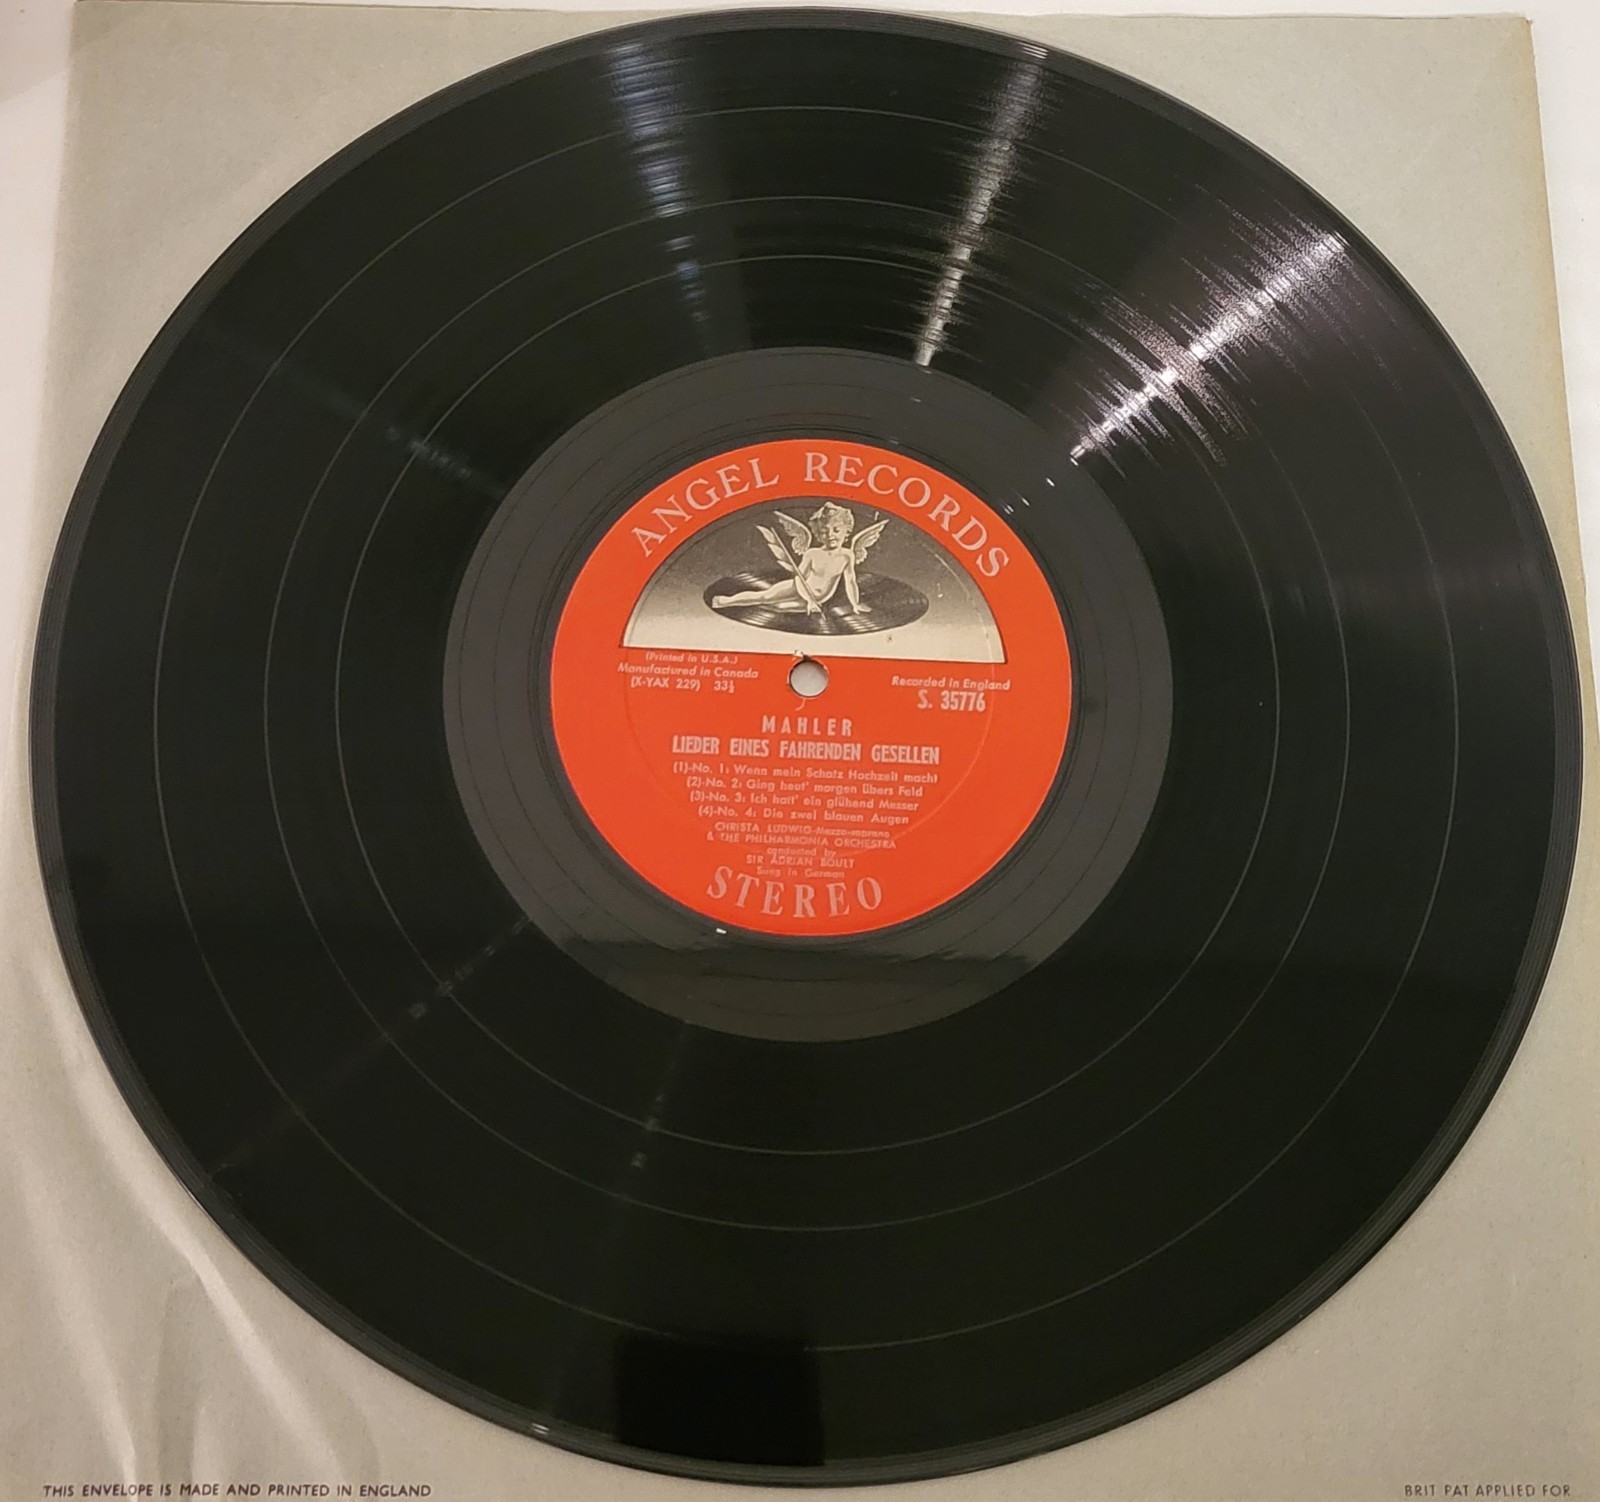 ANGEL RECORDS
(Printed in U.S.A.)
Manufactured in Canada
(X-YAX 229) 33⅓
Recorded in England
S. 35776
MAHLER
LIEDER EINES FAHRENDEN GESELLEN
(1)-No. 1: Wenn mein Schatz Hochzeit macht
(2)-No. 2: Ging heut' morgen übers Feld
(3)-No. 3: Ich hatt' ein glühend Messer
(4)-No. 4: Die zwei blauen Augen
CHRISTA LUDWIG-Mezzo-soprano
& THE PHILHARMONIA ORCHESTRA
conducted by
SIR ADRIAN BOULT
Sung in German
STEREO
THIS ENVELOPE IS MADE AND PRINTED IN ENGLAND
BRIT PAT APPLIED FOR